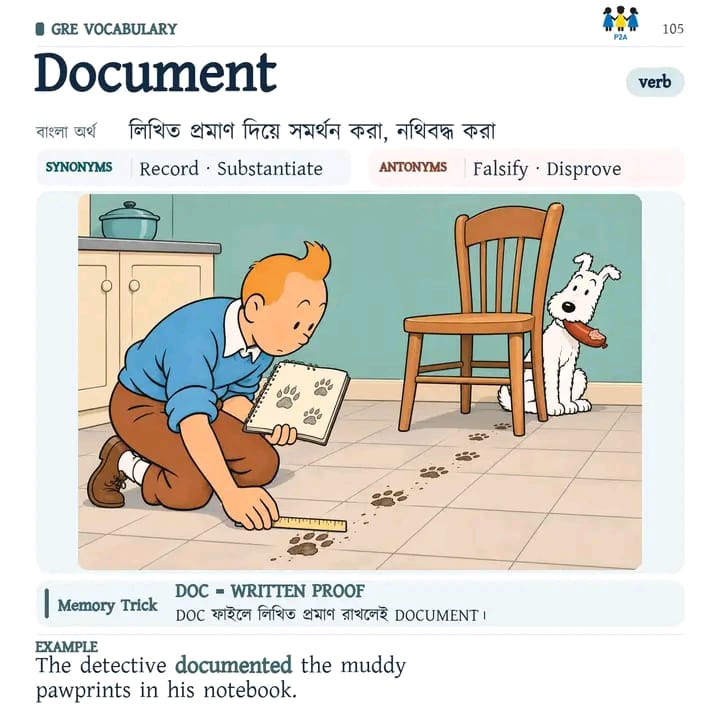 GRE VOCABULARY
P2A
105
Document
verb
বাংলা অর্থ লিখিত প্রমাণ দিয়ে সমর্থন করা, নথিবদ্ধ করা
SYNONYMS Record · Substantiate
ANTONYMS Falsify · Disprove
Memory Trick
DOC = WRITTEN PROOF
DOC ফাইলে লিখিত প্রমাণ রাখলেই DOCUMENT।
EXAMPLE
The detective documented the muddy
pawprints in his notebook.